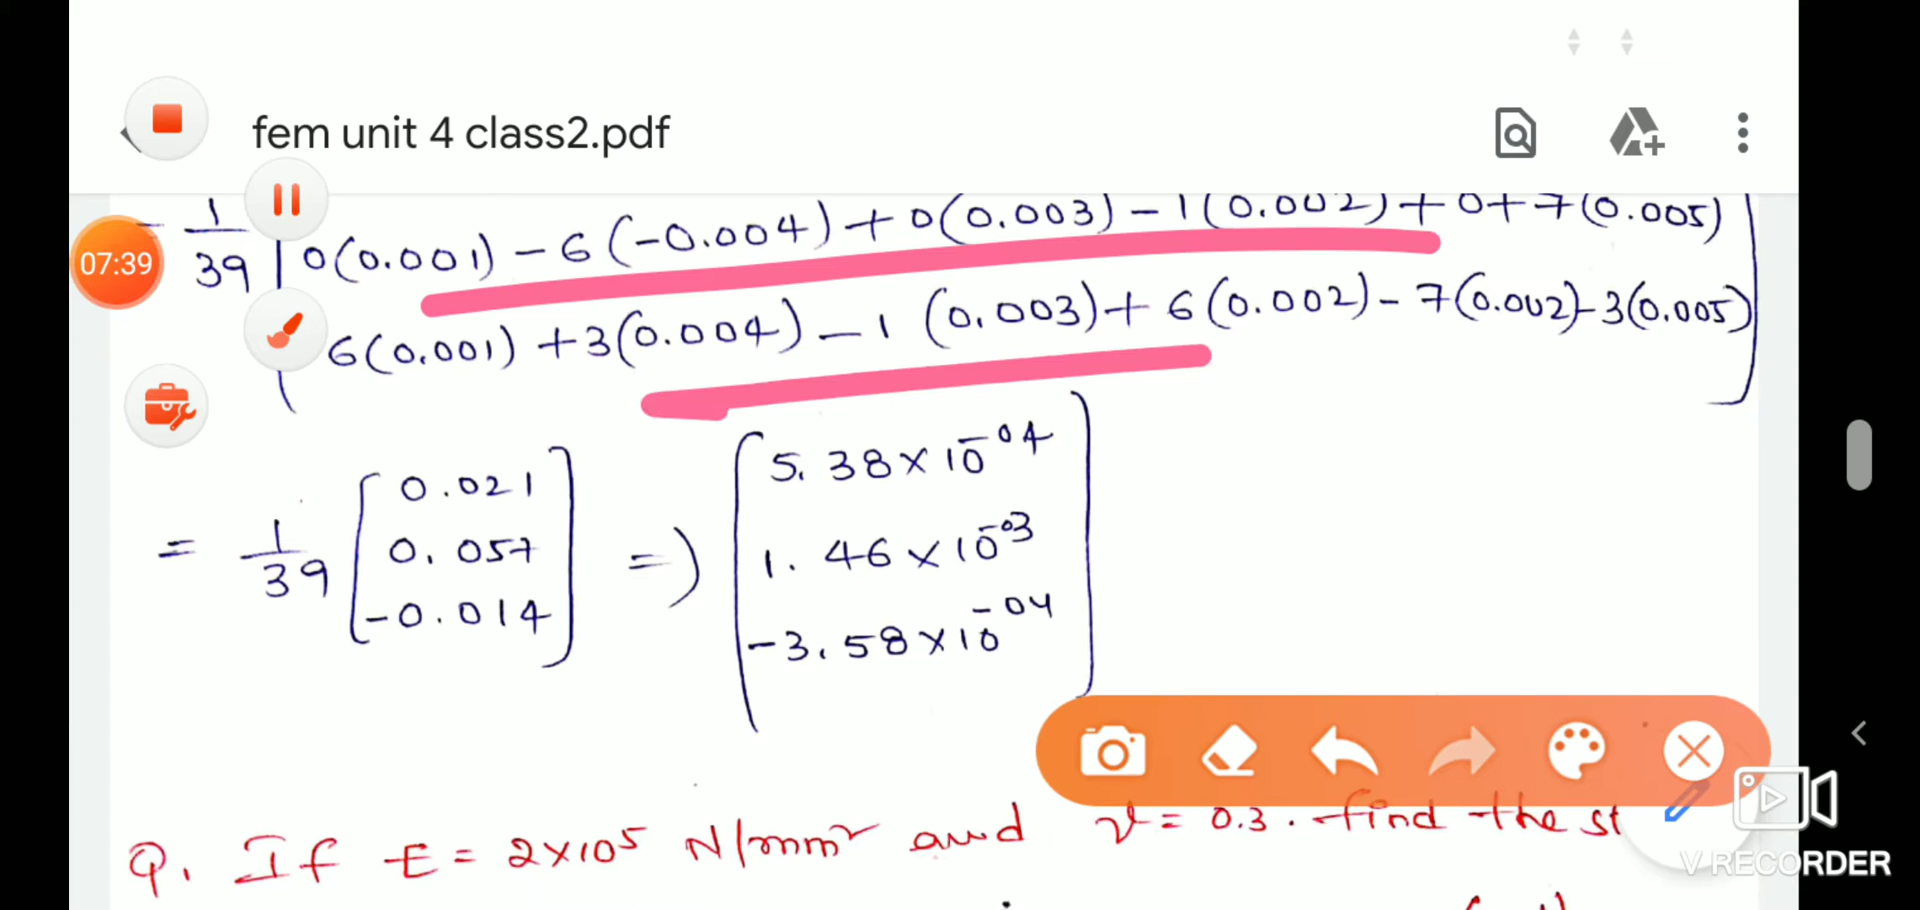 fem unit 4 class2.pdf
07:39
1/39 [ 0(0.001) - 6(-0.004) + 0(0.003) - 1(0.002) + 0 + 7(0.005) ]
6(0.001) + 3(0.004) - 1 (0.003) + 6(0.002) - 7(0.002) - 3(0.005)
= 1/39 [ 0.021 0.057 -0.014 ] => [ 5.38×10^-04 1.46×10^-03 -3.58×10^-04 ]
Q. If E = 2×10^5 N/mm² and ν = 0.3. find the st
V RECORDER